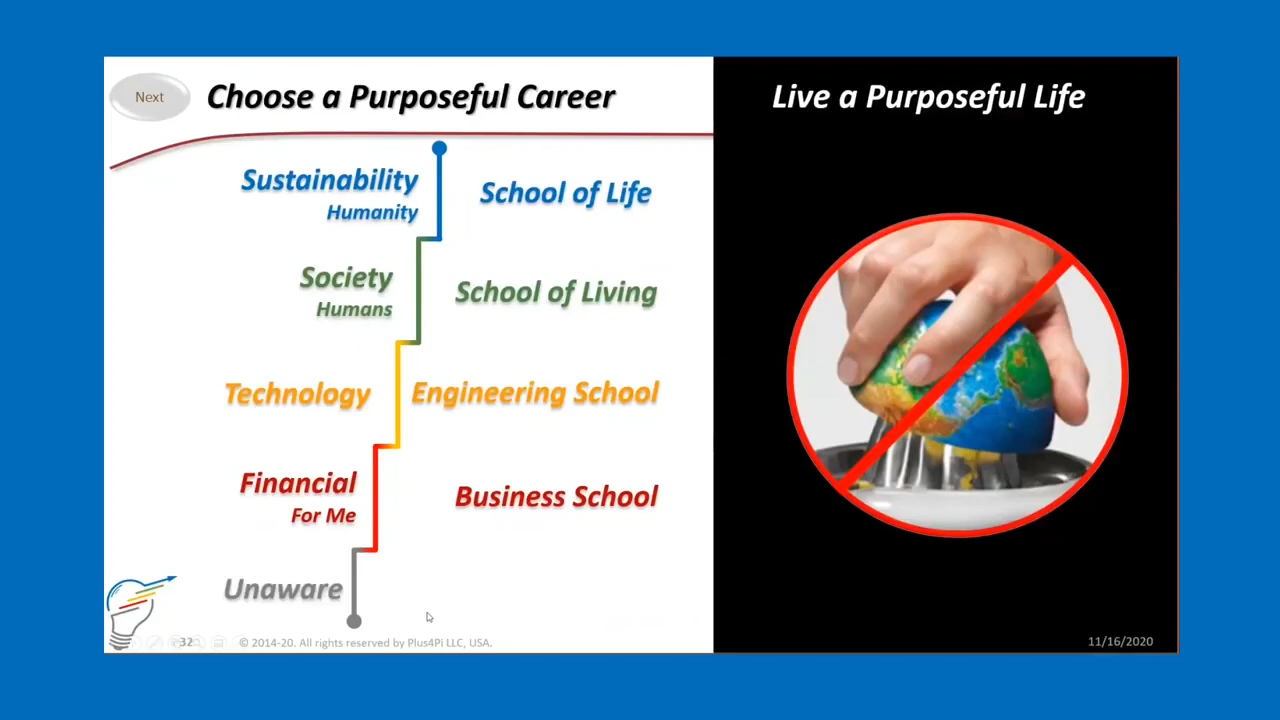 Next
Choose a Purposeful Career
Live a Purposeful Life
Sustainability
Humanity
School of Life
Society
Humans
School of Living
Technology
Engineering School
Financial
For Me
Business School
Unaware
32
© 2014-20. All rights reserved by Plus4Pi LLC, USA.
11/16/2020